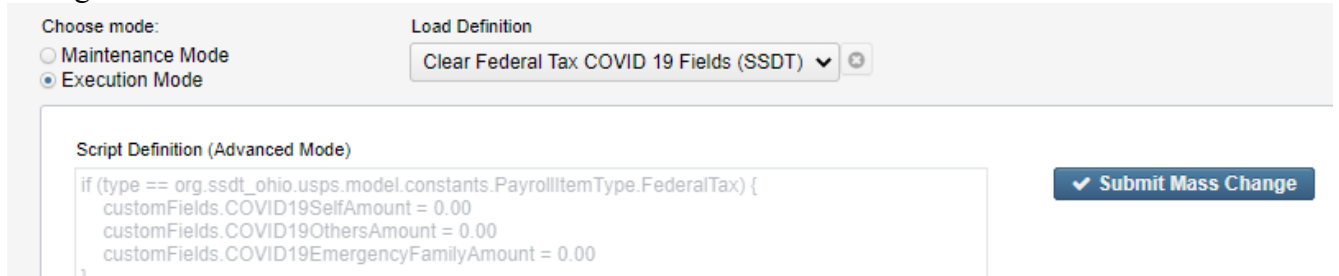 Choose mode:
Load Definition
Maintenance Mode
Execution Mode
Clear Federal Tax COVID 19 Fields (SSDT)
Script Definition (Advanced Mode)
if (type == org.ssdt_ohio.usps.model.constants.PayrollItemType.FederalTax) {
customFields.COVID19SelfAmount = 0.00
customFields.COVID19OthersAmount = 0.00
customFields.COVID19EmergencyFamilyAmount = 0.00
}
Submit Mass Change